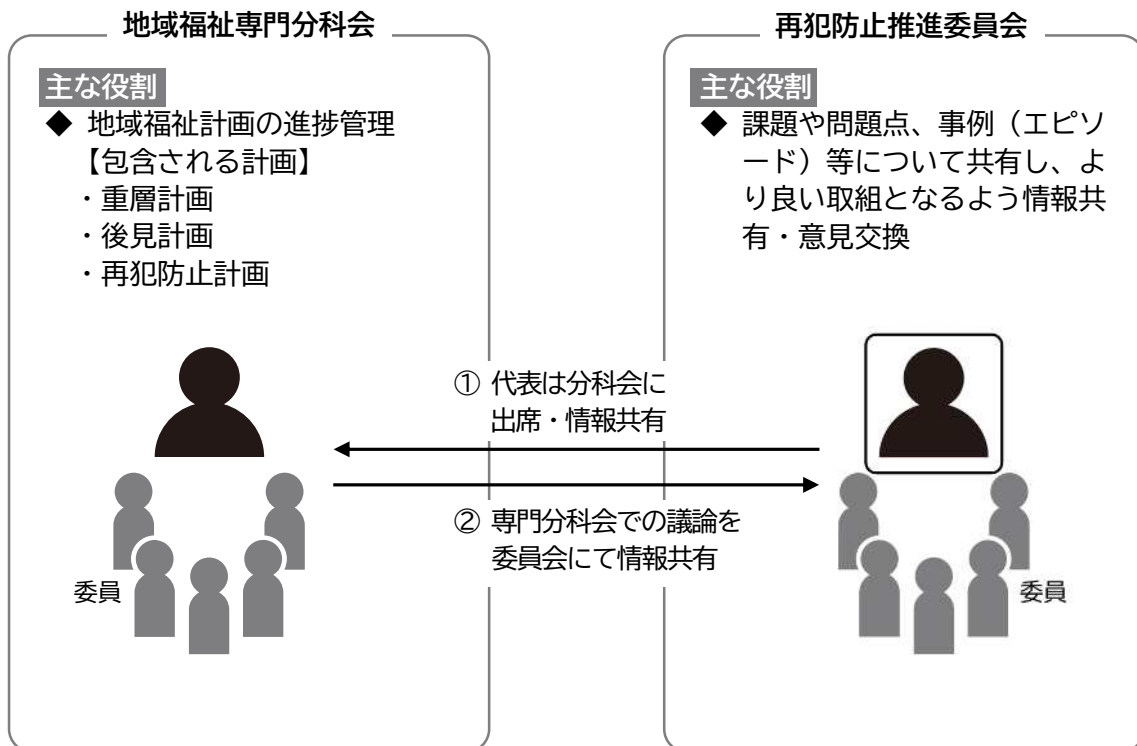 地域福祉専門分科会
主な役割
◆ 地域福祉計画の進捗管理
【包含される計画】
・重層計画
・後見計画
・再犯防止計画
委員
① 代表は分科会に
出席・情報共有
② 専門分科会での議論を
委員会にて情報共有
再犯防止推進委員会
主な役割
◆ 課題や問題点、事例（エピソ
ード）等について共有し、よ
り良い取組となるよう情報共
有・意見交換
委員